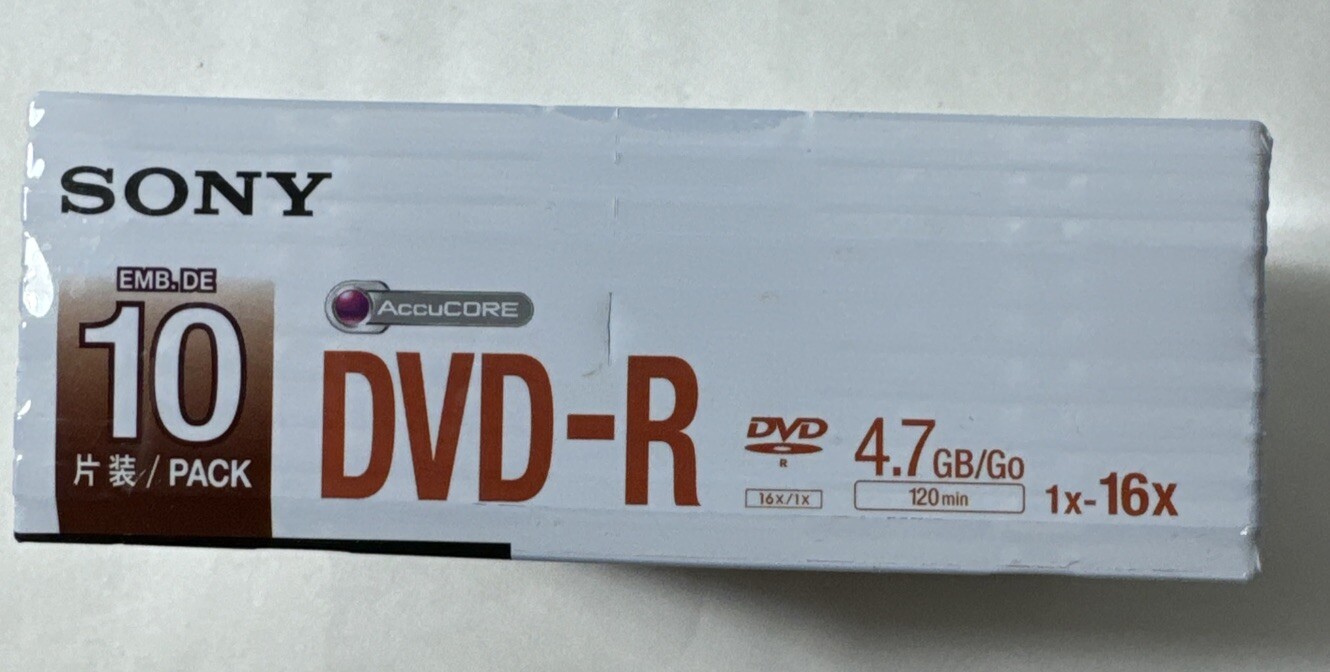 SONY
EMB. DE
10
片装/PACK
AccuCORE
DVD-R
DVD
R
16X/1X
4.7GB/Go
120min
1x-16x